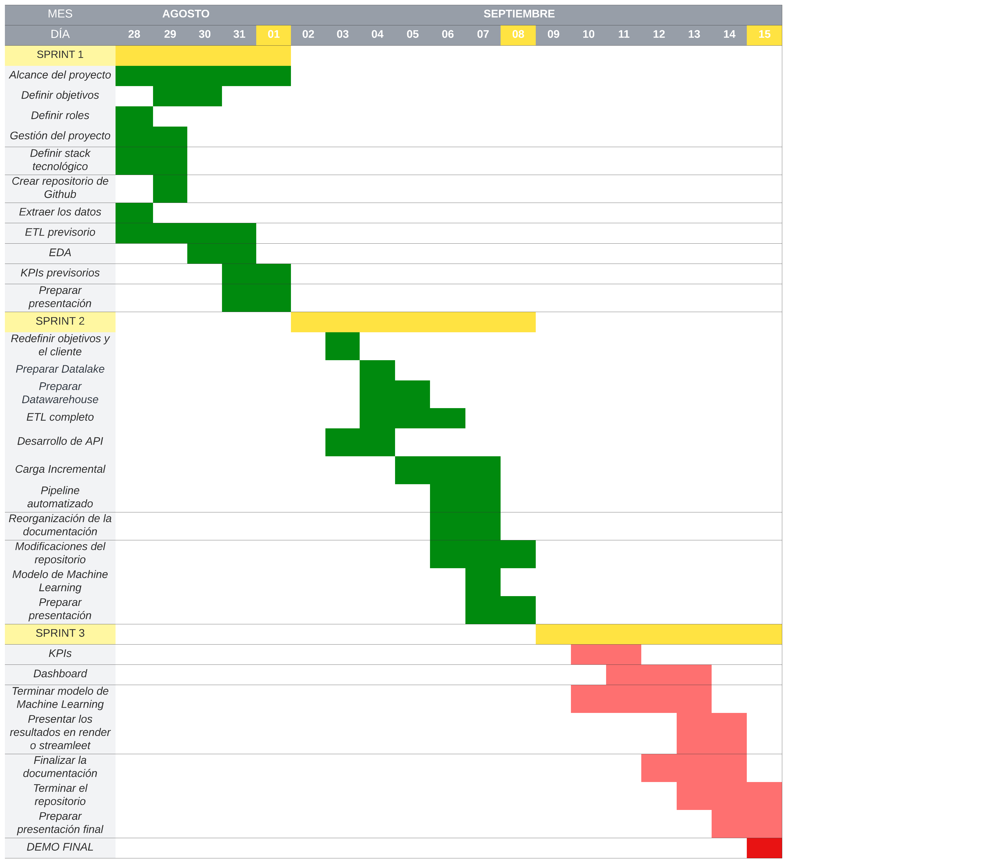 MES AGOSTO SEPTIEMBRE
DÍA 28 29 30 31 01 02 03 04 05 06 07 08 09 10 11 12 13 14 15
SPRINT 1
Alcance del proyecto
Definir objetivos
Definir roles
Gestión del proyecto
Definir stack
tecnológico
Crear repositorio de
Github
Extraer los datos
ETL previsorio
EDA
KPIs previsorios
Preparar
presentación
SPRINT 2
Redefinir objetivos y
el cliente
Preparar Datalake
Preparar
Datawarehouse
ETL completo
Desarrollo de API
Carga Incremental
Pipeline
automatizado
Reorganización de la
documentación
Modificaciones del
repositorio
Modelo de Machine
Learning
Preparar
presentación
SPRINT 3
KPIs
Dashboard
Terminar modelo de
Machine Learning
Presentar los
resultados en render
o streamleet
Finalizar la
documentación
Terminar el
repositorio
Preparar
presentación final
DEMO FINAL